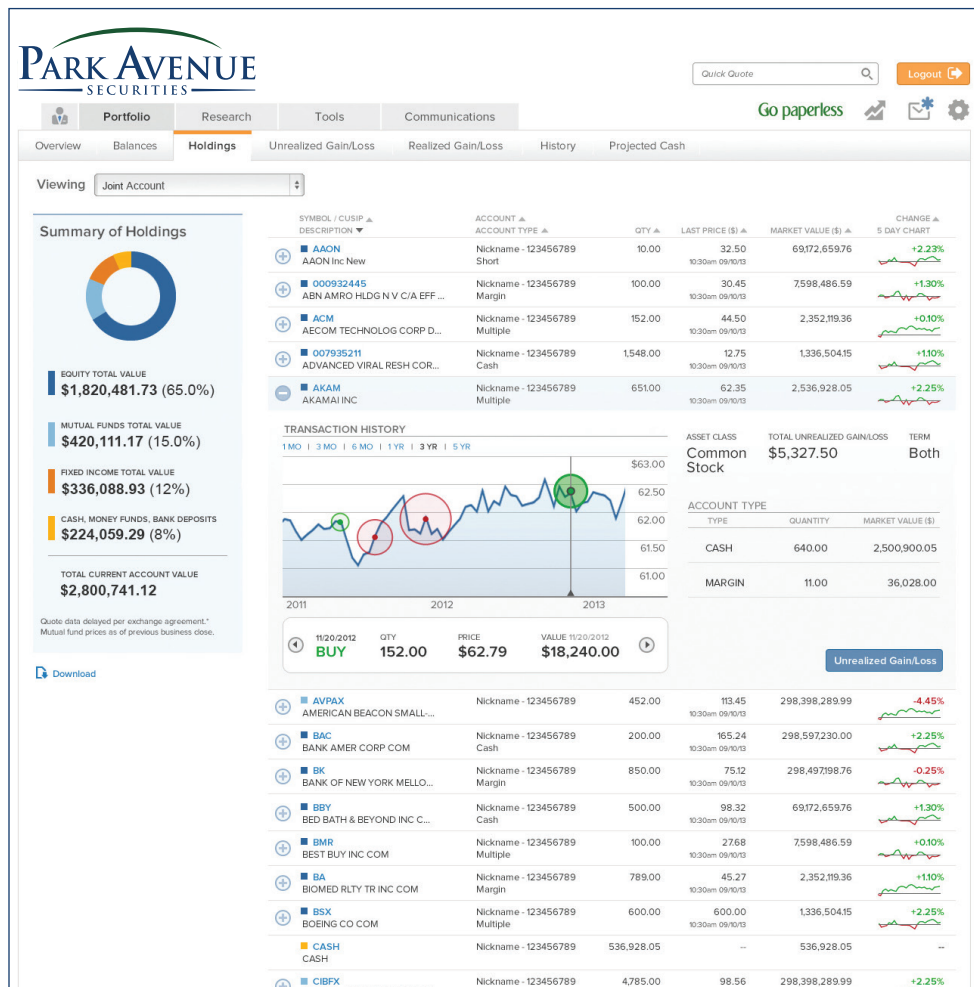 PARK AVENUE
SECURITIES
Quick Quote
Logout
Go paperless
Portfolio Research Tools Communications
Overview Balances Holdings Unrealized Gain/Loss Realized Gain/Loss History Projected Cash
Viewing Joint Account
Summary of Holdings
EQUITY TOTAL VALUE
$1,820,481.73 (65.0%)
MUTUAL FUNDS TOTAL VALUE
$420,111.17 (15.0%)
FIXED INCOME TOTAL VALUE
$336,088.93 (12%)
CASH, MONEY FUNDS, BANK DEPOSITS
$224,059.29 (8%)
TOTAL CURRENT ACCOUNT VALUE
$2,800,741.12
Quote data delayed per exchange agreement.*
Mutual fund prices as of previous business close.
Download
SYMBOL / CUSIP ACCOUNT CHANGE
DESCRIPTION ACCOUNT TYPE QTY LAST PRICE ($) MARKET VALUE ($) 5 DAY CHART
AAON Nickname - 123456789 10.00 32.50 69,172,659.76 +2.23%
AAON Inc New Short 10:30am 09/10/13
000932445 Nickname - 123456789 100.00 30.45 7,598,486.59 +1.30%
ABN AMRO HLDG N V C/A EFF ... Margin 10:30am 09/10/13
ACM Nickname - 123456789 152.00 44.50 2,352,119.36 +0.10%
AECOM TECHNOLOG CORP D... Multiple 10:30am 09/10/13
007935211 Nickname - 123456789 1,548.00 12.75 1,336,504.15 +1.10%
ADVANCED VIRAL RESH COR... Cash 10:30am 09/10/13
AKAM Nickname - 123456789 651.00 62.35 2,536,928.05 +2.25%
AKAMAI INC Multiple 10:30am 09/10/13
TRANSACTION HISTORY
1 MO | 3 MO | 6 MO | 1 YR | 3 YR | 5 YR
$63.00
62.50
62.00
61.50
61.00
2011 2012 2013
11/20/2012 QTY PRICE VALUE 11/20/2012
BUY 152.00 $62.79 $18,240.00
ASSET CLASS TOTAL UNREALIZED GAIN/LOSS TERM
Common $5,327.50 Both
Stock
ACCOUNT TYPE
TYPE QUANTITY MARKET VALUE ($)
CASH 640.00 2,500,900.05
MARGIN 11.00 36,028.00
Unrealized Gain/Loss
AVPAX Nickname - 123456789 452.00 113.45 298,398,289.99 -4.45%
AMERICAN BEACON SMALL-... 10:30am 09/10/13
BAC Nickname - 123456789 200.00 165.24 298,597,230.00 +2.25%
BANK AMER CORP COM Cash 10:30am 09/10/13
BK Nickname - 123456789 850.00 75.12 298,497,198.76 -0.25%
BANK OF NEW YORK MELLO... Margin 10:30am 09/10/13
BBY Nickname - 123456789 500.00 98.32 69,172,659.76 +1.30%
BED BATH & BEYOND INC C... Cash 10:30am 09/10/13
BMR Nickname - 123456789 100.00 27.68 7,598,486.59 +0.10%
BEST BUY INC COM Multiple 10:30am 09/10/13
BA Nickname - 123456789 789.00 45.27 2,352,119.36 +1.10%
BIOMED RLTY TR INC COM Margin 10:30am 09/10/13
BSX Nickname - 123456789 600.00 600.00 1,336,504.15 +2.25%
BOEING CO COM Multiple 10:30am 09/10/13
CASH Nickname - 123456789 536,928.05 -- 536,928.05 --
CASH
CIBFX Nickname - 123456789 4,785.00 98.56 298,398,289.99 +2.25%